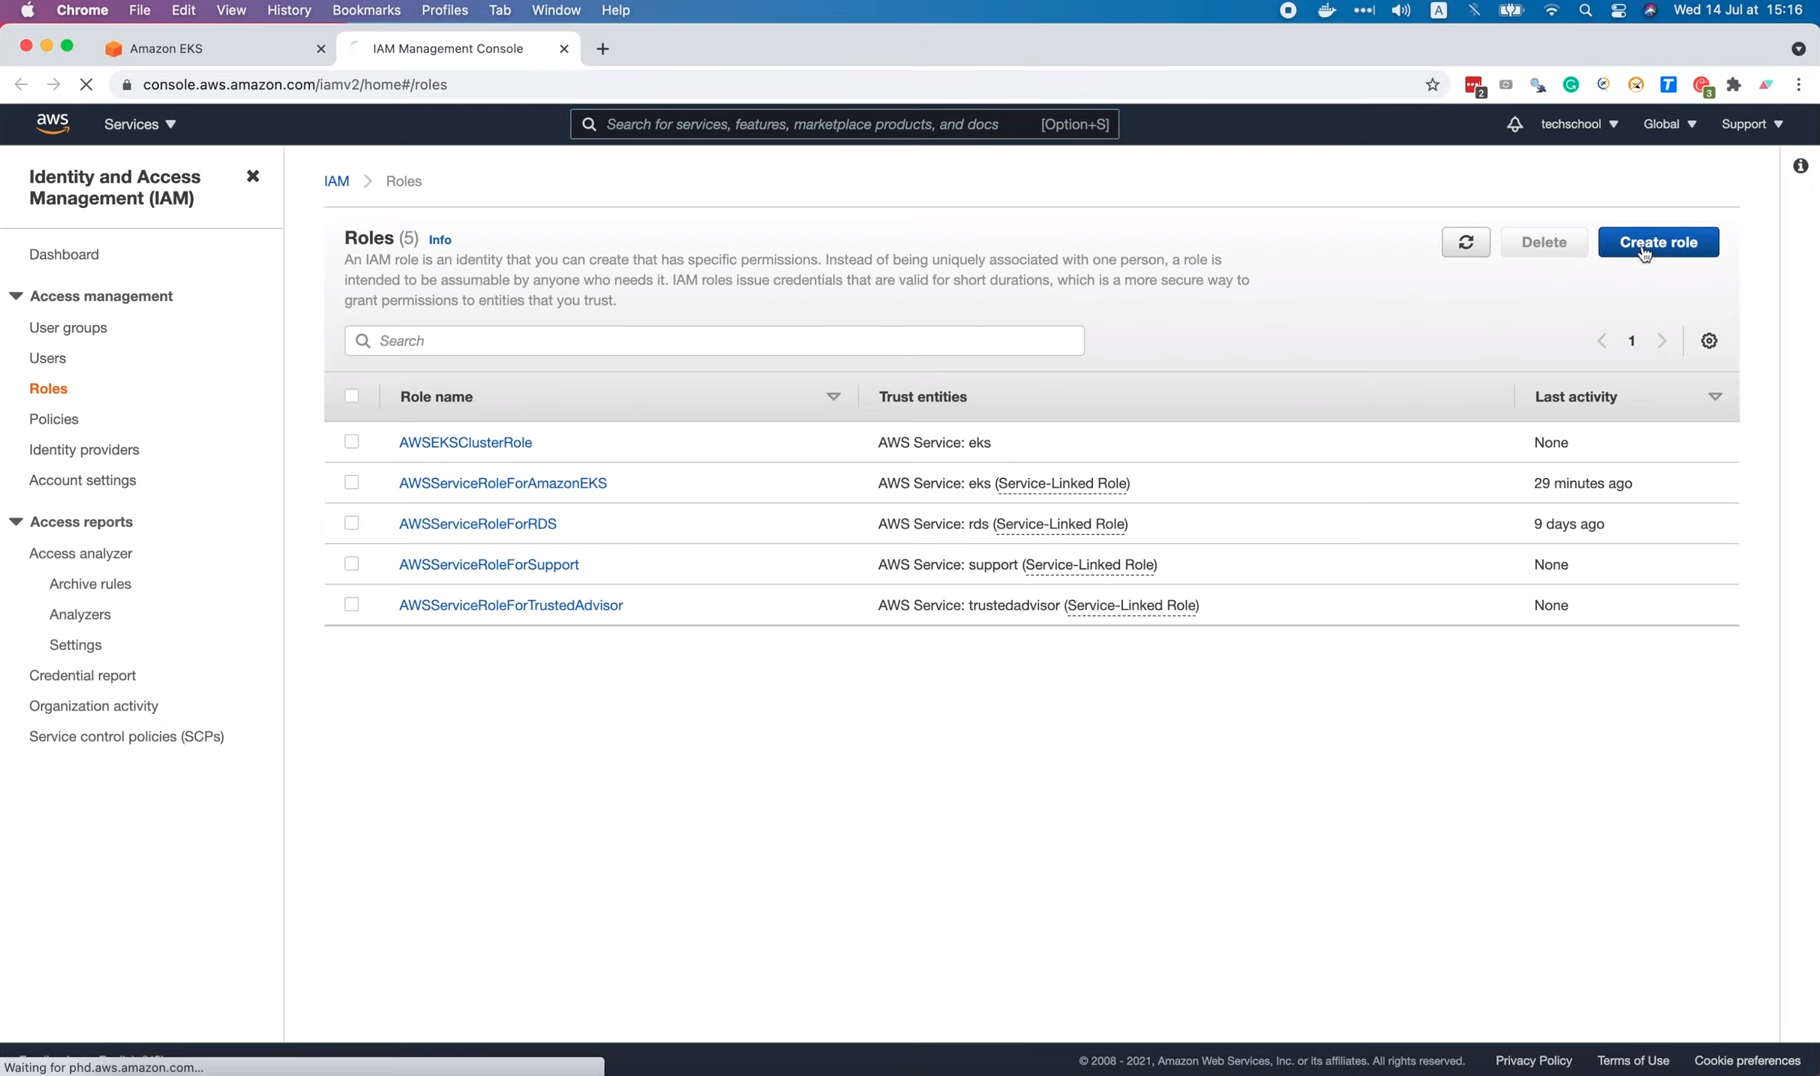 Chrome File Edit View History Bookmarks Profiles Tab Window Help A Wed 14 Jul at 15:16
Amazon EKS IAM Management Console
console.aws.amazon.com/iamv2/home#/roles 2 T 3
aws Services Search for services, features, marketplace products, and docs [Option+S] techschool Global Support
Identity and Access
Management (IAM)
Dashboard
Access management
User groups
Users
Roles
Policies
Identity providers
Account settings
Access reports
Access analyzer
Archive rules
Analyzers
Settings
Credential report
Organization activity
Service control policies (SCPs)
IAM Roles
Roles (5) Info Delete Create role
An IAM role is an identity that you can create that has specific permissions. Instead of being uniquely associated with one person, a role is
intended to be assumable by anyone who needs it. IAM roles issue credentials that are valid for short durations, which is a more secure way to
grant permissions to entities that you trust.
Search 1
Role name Trust entities Last activity
AWSEKSClusterRole AWS Service: eks None
AWSServiceRoleForAmazonEKS AWS Service: eks (Service-Linked Role) 29 minutes ago
AWSServiceRoleForRDS AWS Service: rds (Service-Linked Role) 9 days ago
AWSServiceRoleForSupport AWS Service: support (Service-Linked Role) None
AWSServiceRoleForTrustedAdvisor AWS Service: trustedadvisor (Service-Linked Role) None
© 2008 - 2021, Amazon Web Services, Inc. or its affiliates. All rights reserved. Privacy Policy Terms of Use Cookie preferences
Waiting for phd.aws.amazon.com...